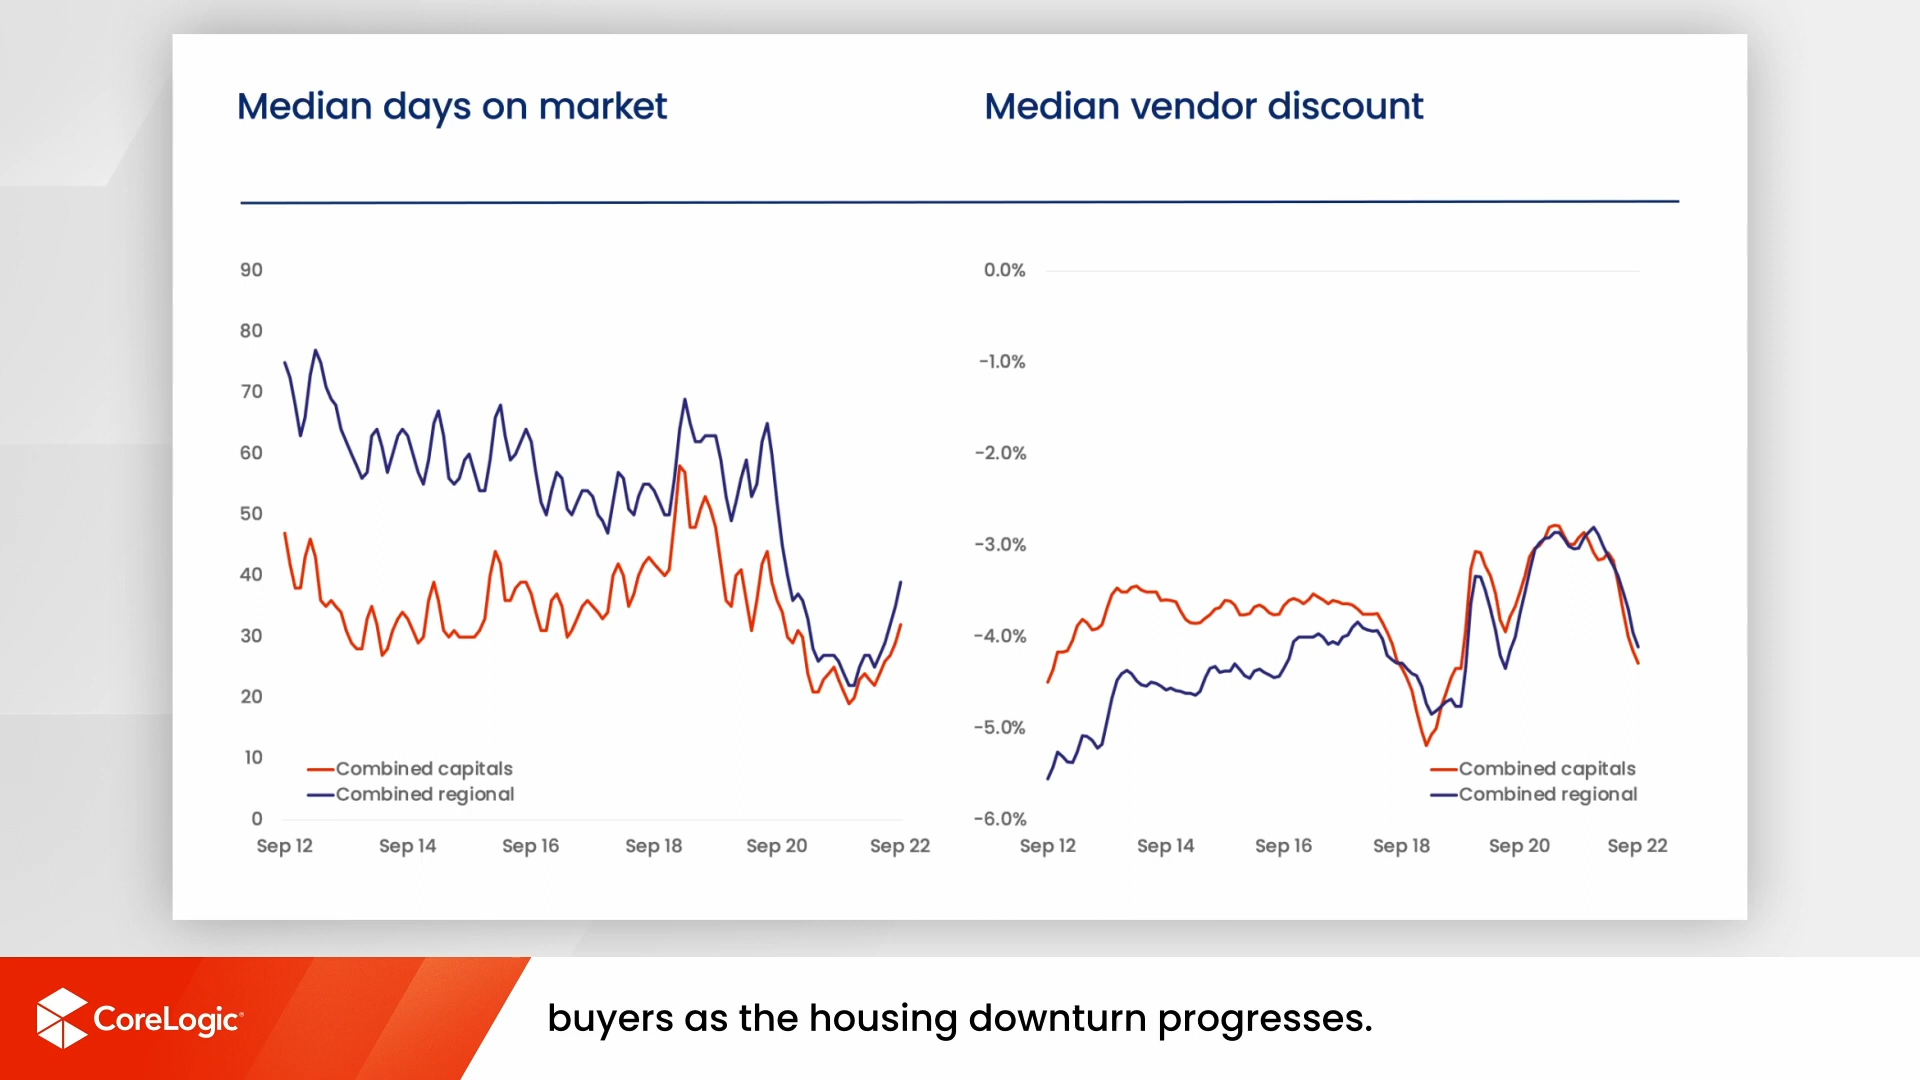 Median days on market
Median vendor discount
90
80
70
60
50
40
30
20
10
0
Combined capitals
Combined regional
Sep 12 Sep 14 Sep 16 Sep 18 Sep 20 Sep 22
0.0%
-1.0%
-2.0%
-3.0%
-4.0%
-5.0%
-6.0%
Combined capitals
Combined regional
Sep 12 Sep 14 Sep 16 Sep 18 Sep 20 Sep 22
CoreLogic
buyers as the housing downturn progresses.